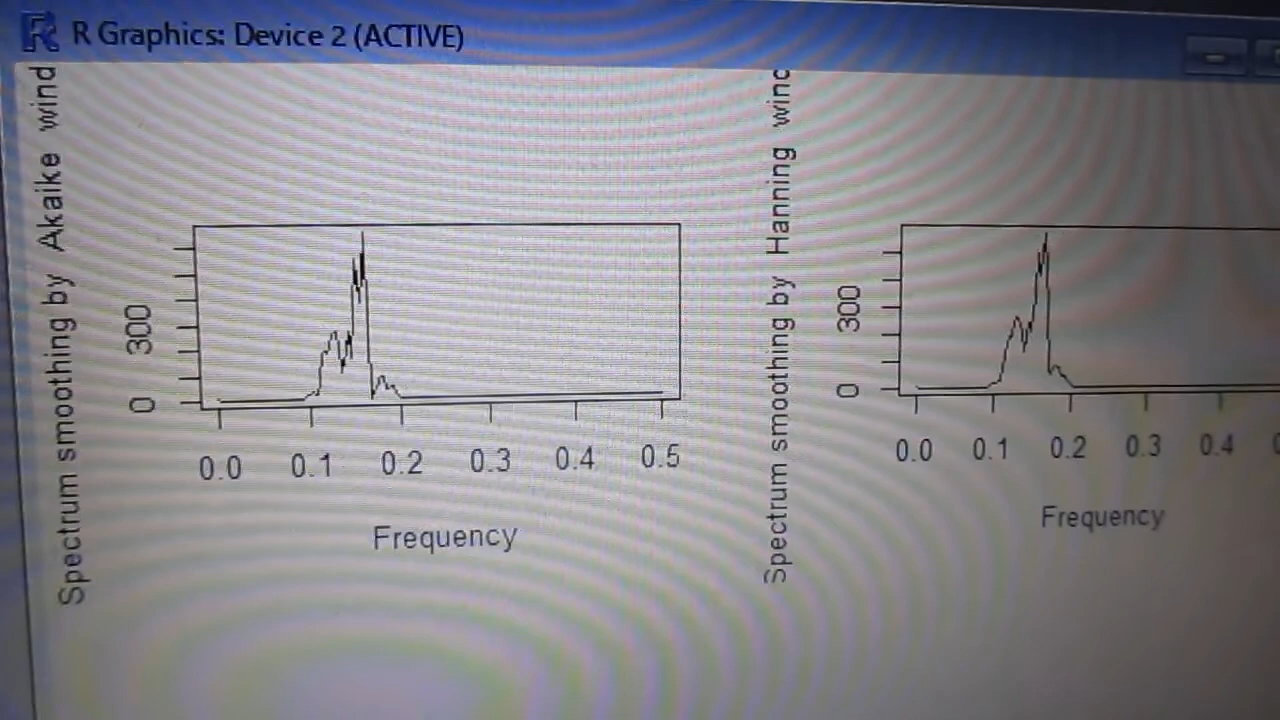 R Graphics: Device 2 (ACTIVE)
Spectrum smoothing by Akaike wind
300
0
0.0 0.1 0.2 0.3 0.4 0.5
Frequency
Spectrum smoothing by Hanning winc
300
0
0.0 0.1 0.2 0.3 0.4
Frequency